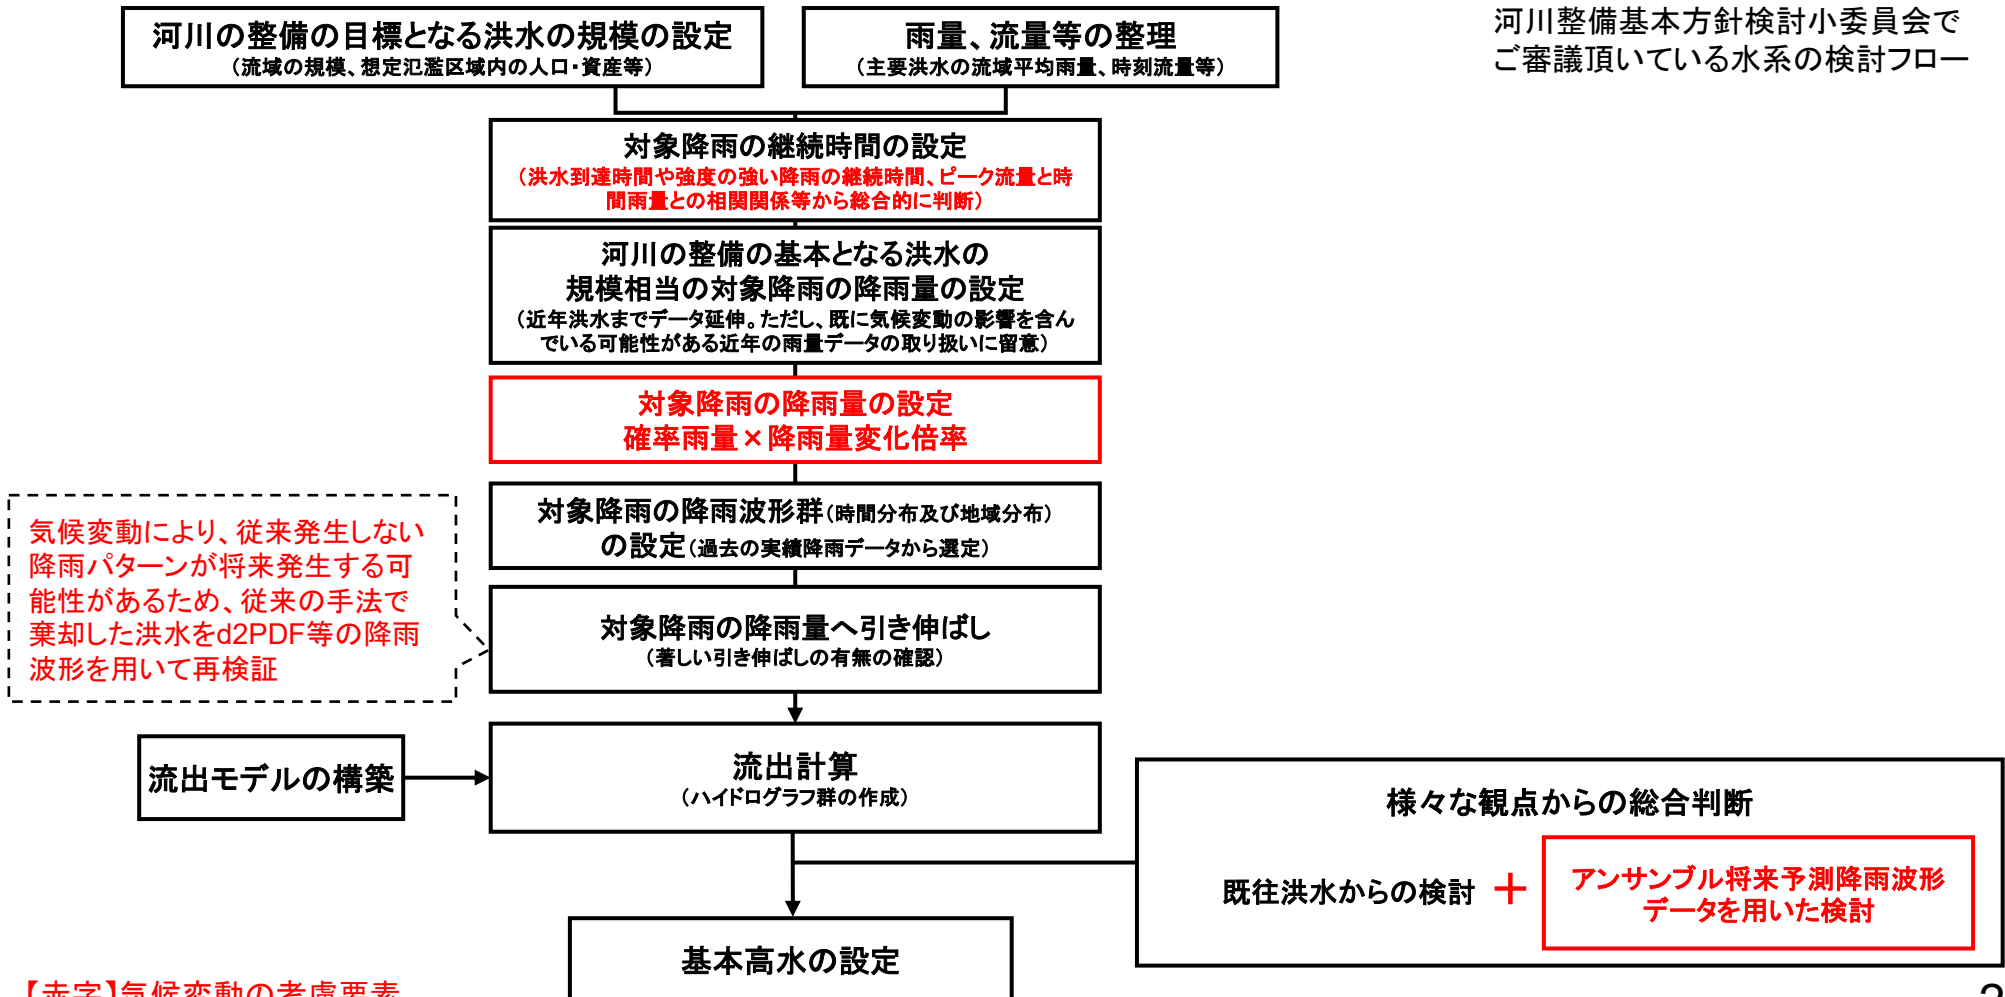 河川整備基本方針検討小委員会で
ご審議頂いている水系の検討フロー
河川の整備の目標となる洪水の規模の設定
（流域の規模、想定氾濫区域内の人口・資産等）
雨量、流量等の整理
（主要洪水の流域平均雨量、時刻流量等）
対象降雨の継続時間の設定
（洪水到達時間や強度の強い降雨の継続時間、ピーク流量と時
間雨量との相関関係等から総合的に判断）
河川の整備の基本となる洪水の
規模相当の対象降雨の降雨量の設定
（近年洪水までデータ延伸。ただし、既に気候変動の影響を含ん
でいる可能性がある近年の雨量データの取り扱いに留意）
対象降雨の降雨量の設定
確率雨量×降雨量変化倍率
対象降雨の降雨波形群（時間分布及び地域分布）
の設定（過去の実績降雨データから選定）
気候変動により、従来発生しない
降雨パターンが将来発生する可
能性があるため、従来の手法で
棄却した洪水をd2PDF等の降雨
波形を用いて再検証
対象降雨の降雨量へ引き伸ばし
（著しい引き伸ばしの有無の確認）
流出モデルの構築
流出計算
（ハイドログラフ群の作成）
様々な観点からの総合判断
既往洪水からの検討 ＋
アンサンブル将来予測降雨波形
データを用いた検討
基本高水の設定
【赤字】気候変動の考慮要素
2